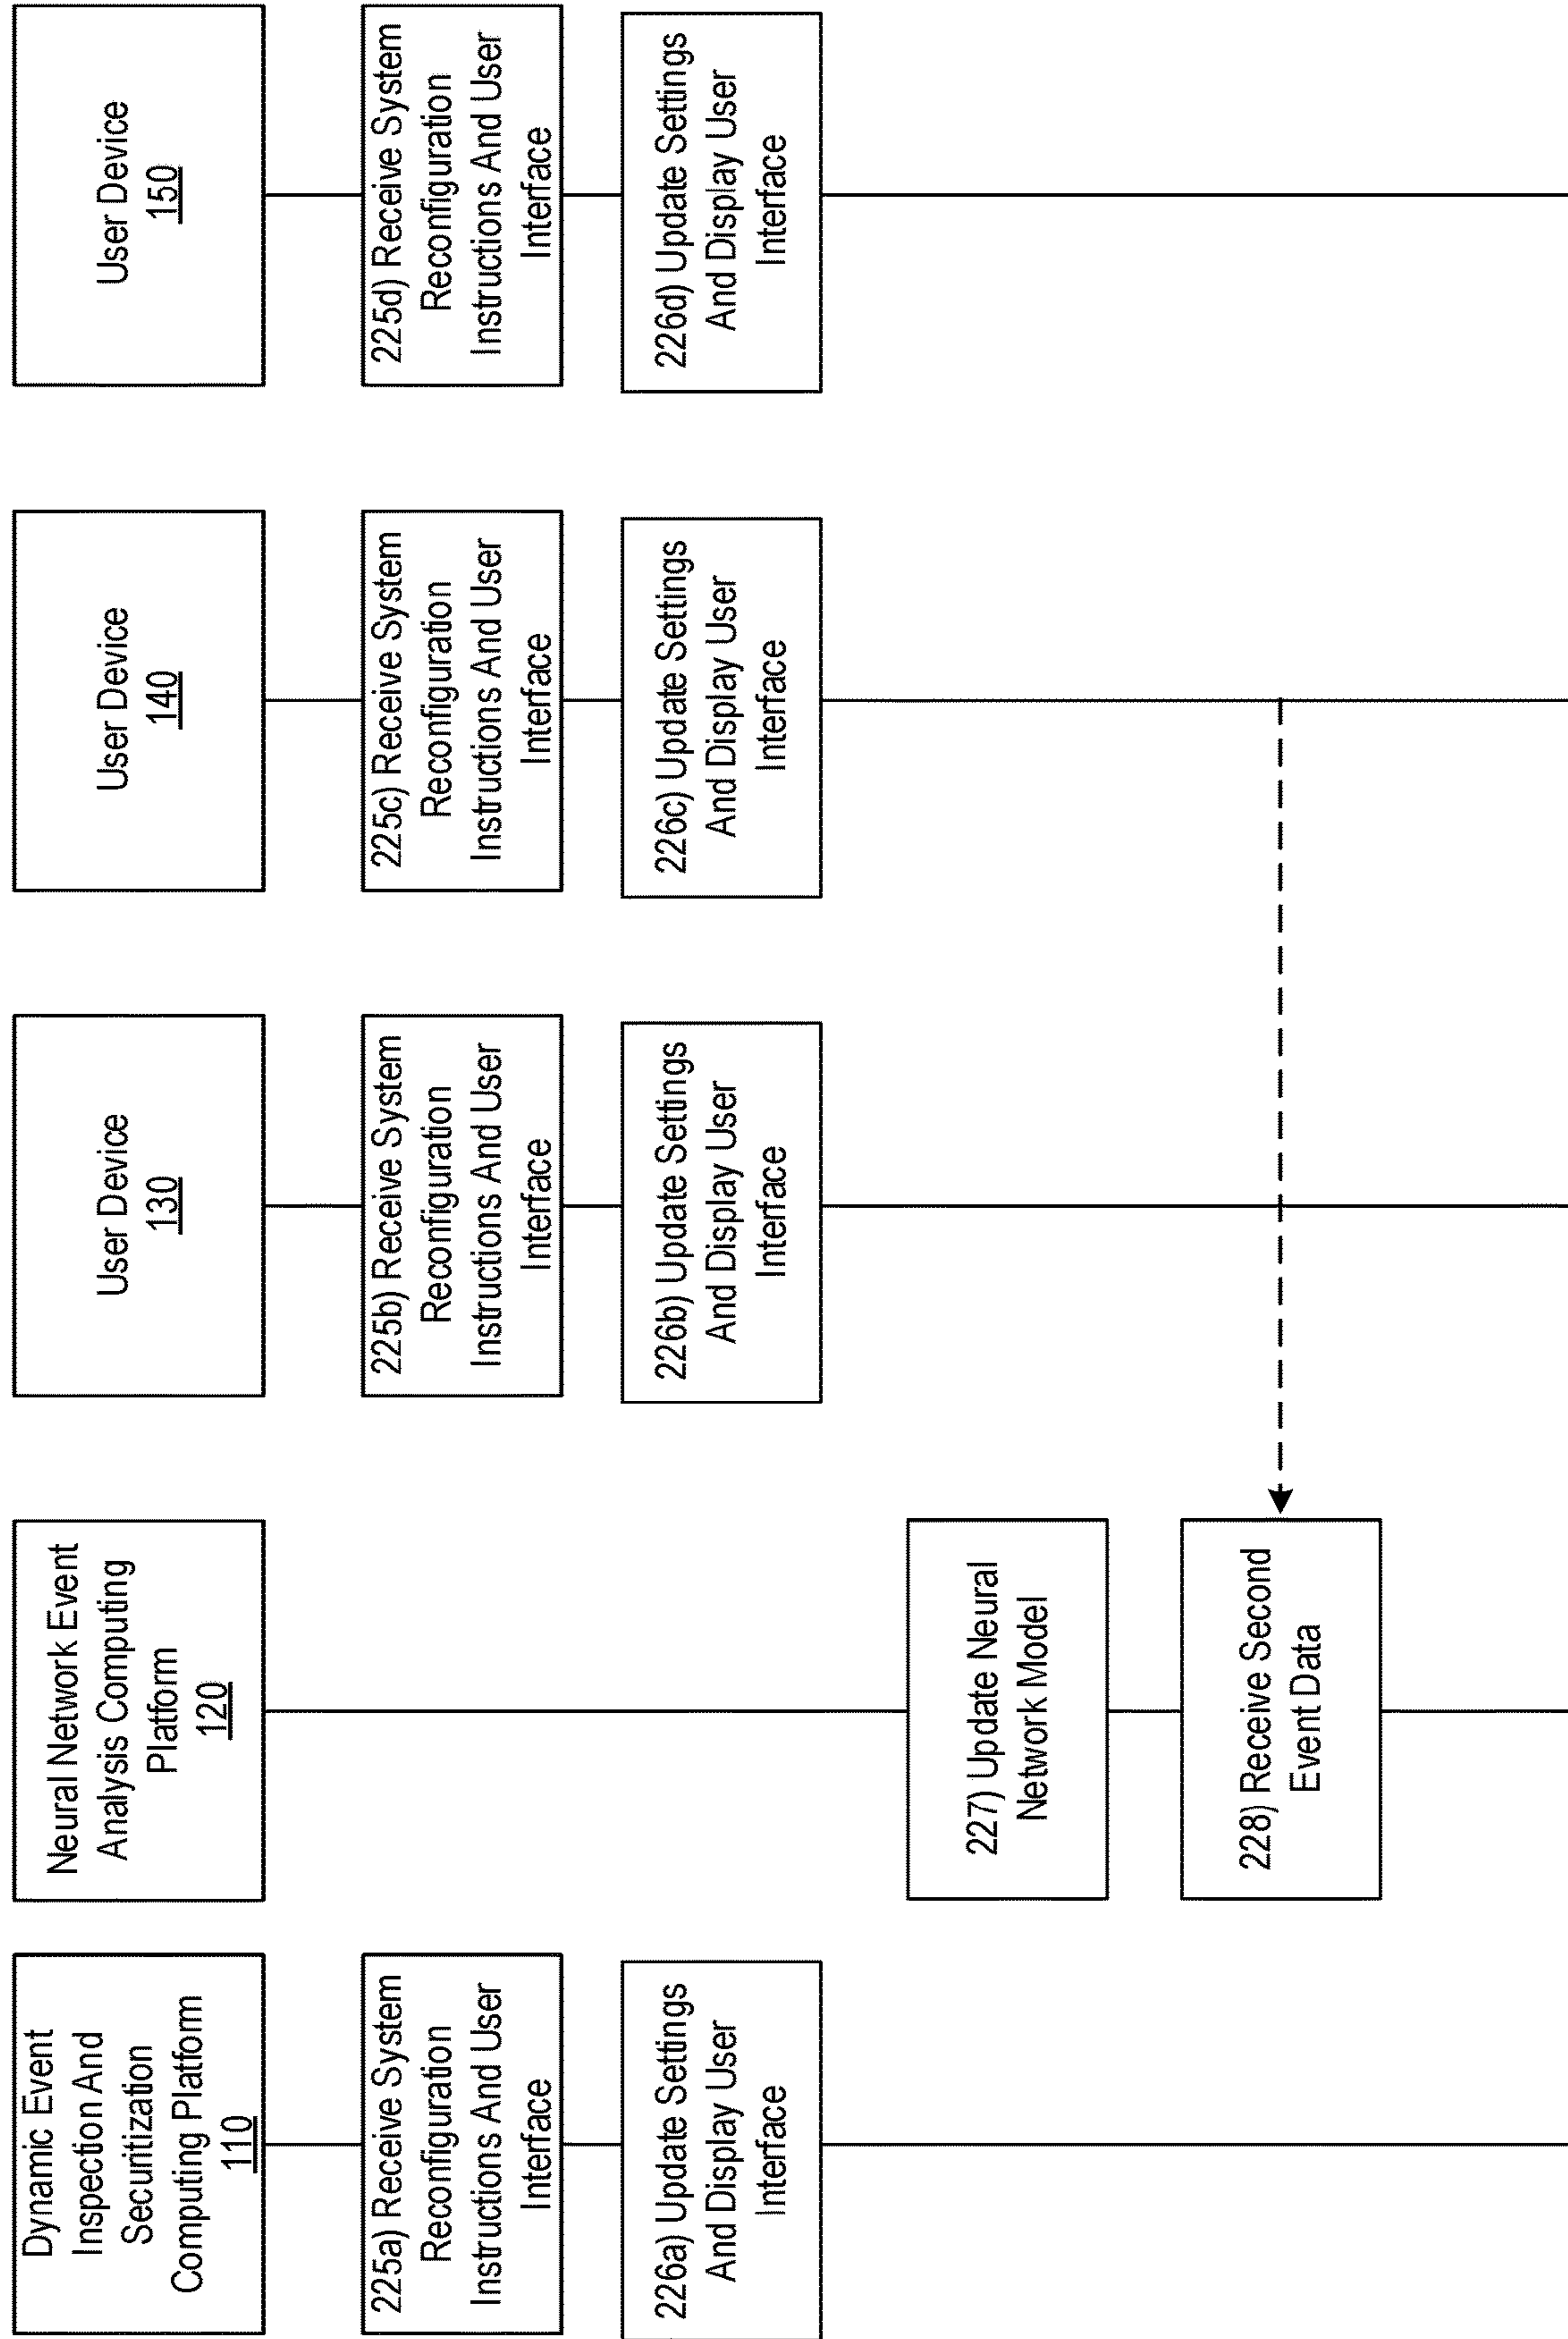 Dynamic Event
Inspection And
Securitization
Computing Platform
110
Neural Network Event
Analysis Computing
Platform
120
User Device
130
User Device
140
User Device
150
225a) Receive System
Reconfiguration
Instructions And User
Interface
225b) Receive System
Reconfiguration
Instructions And User
Interface
225c) Receive System
Reconfiguration
Instructions And User
Interface
225d) Receive System
Reconfiguration
Instructions And User
Interface
226a) Update Settings
And Display User
Interface
226b) Update Settings
And Display User
Interface
226c) Update Settings
And Display User
Interface
226d) Update Settings
And Display User
Interface
227) Update Neural
Network Model
228) Receive Second
Event Data